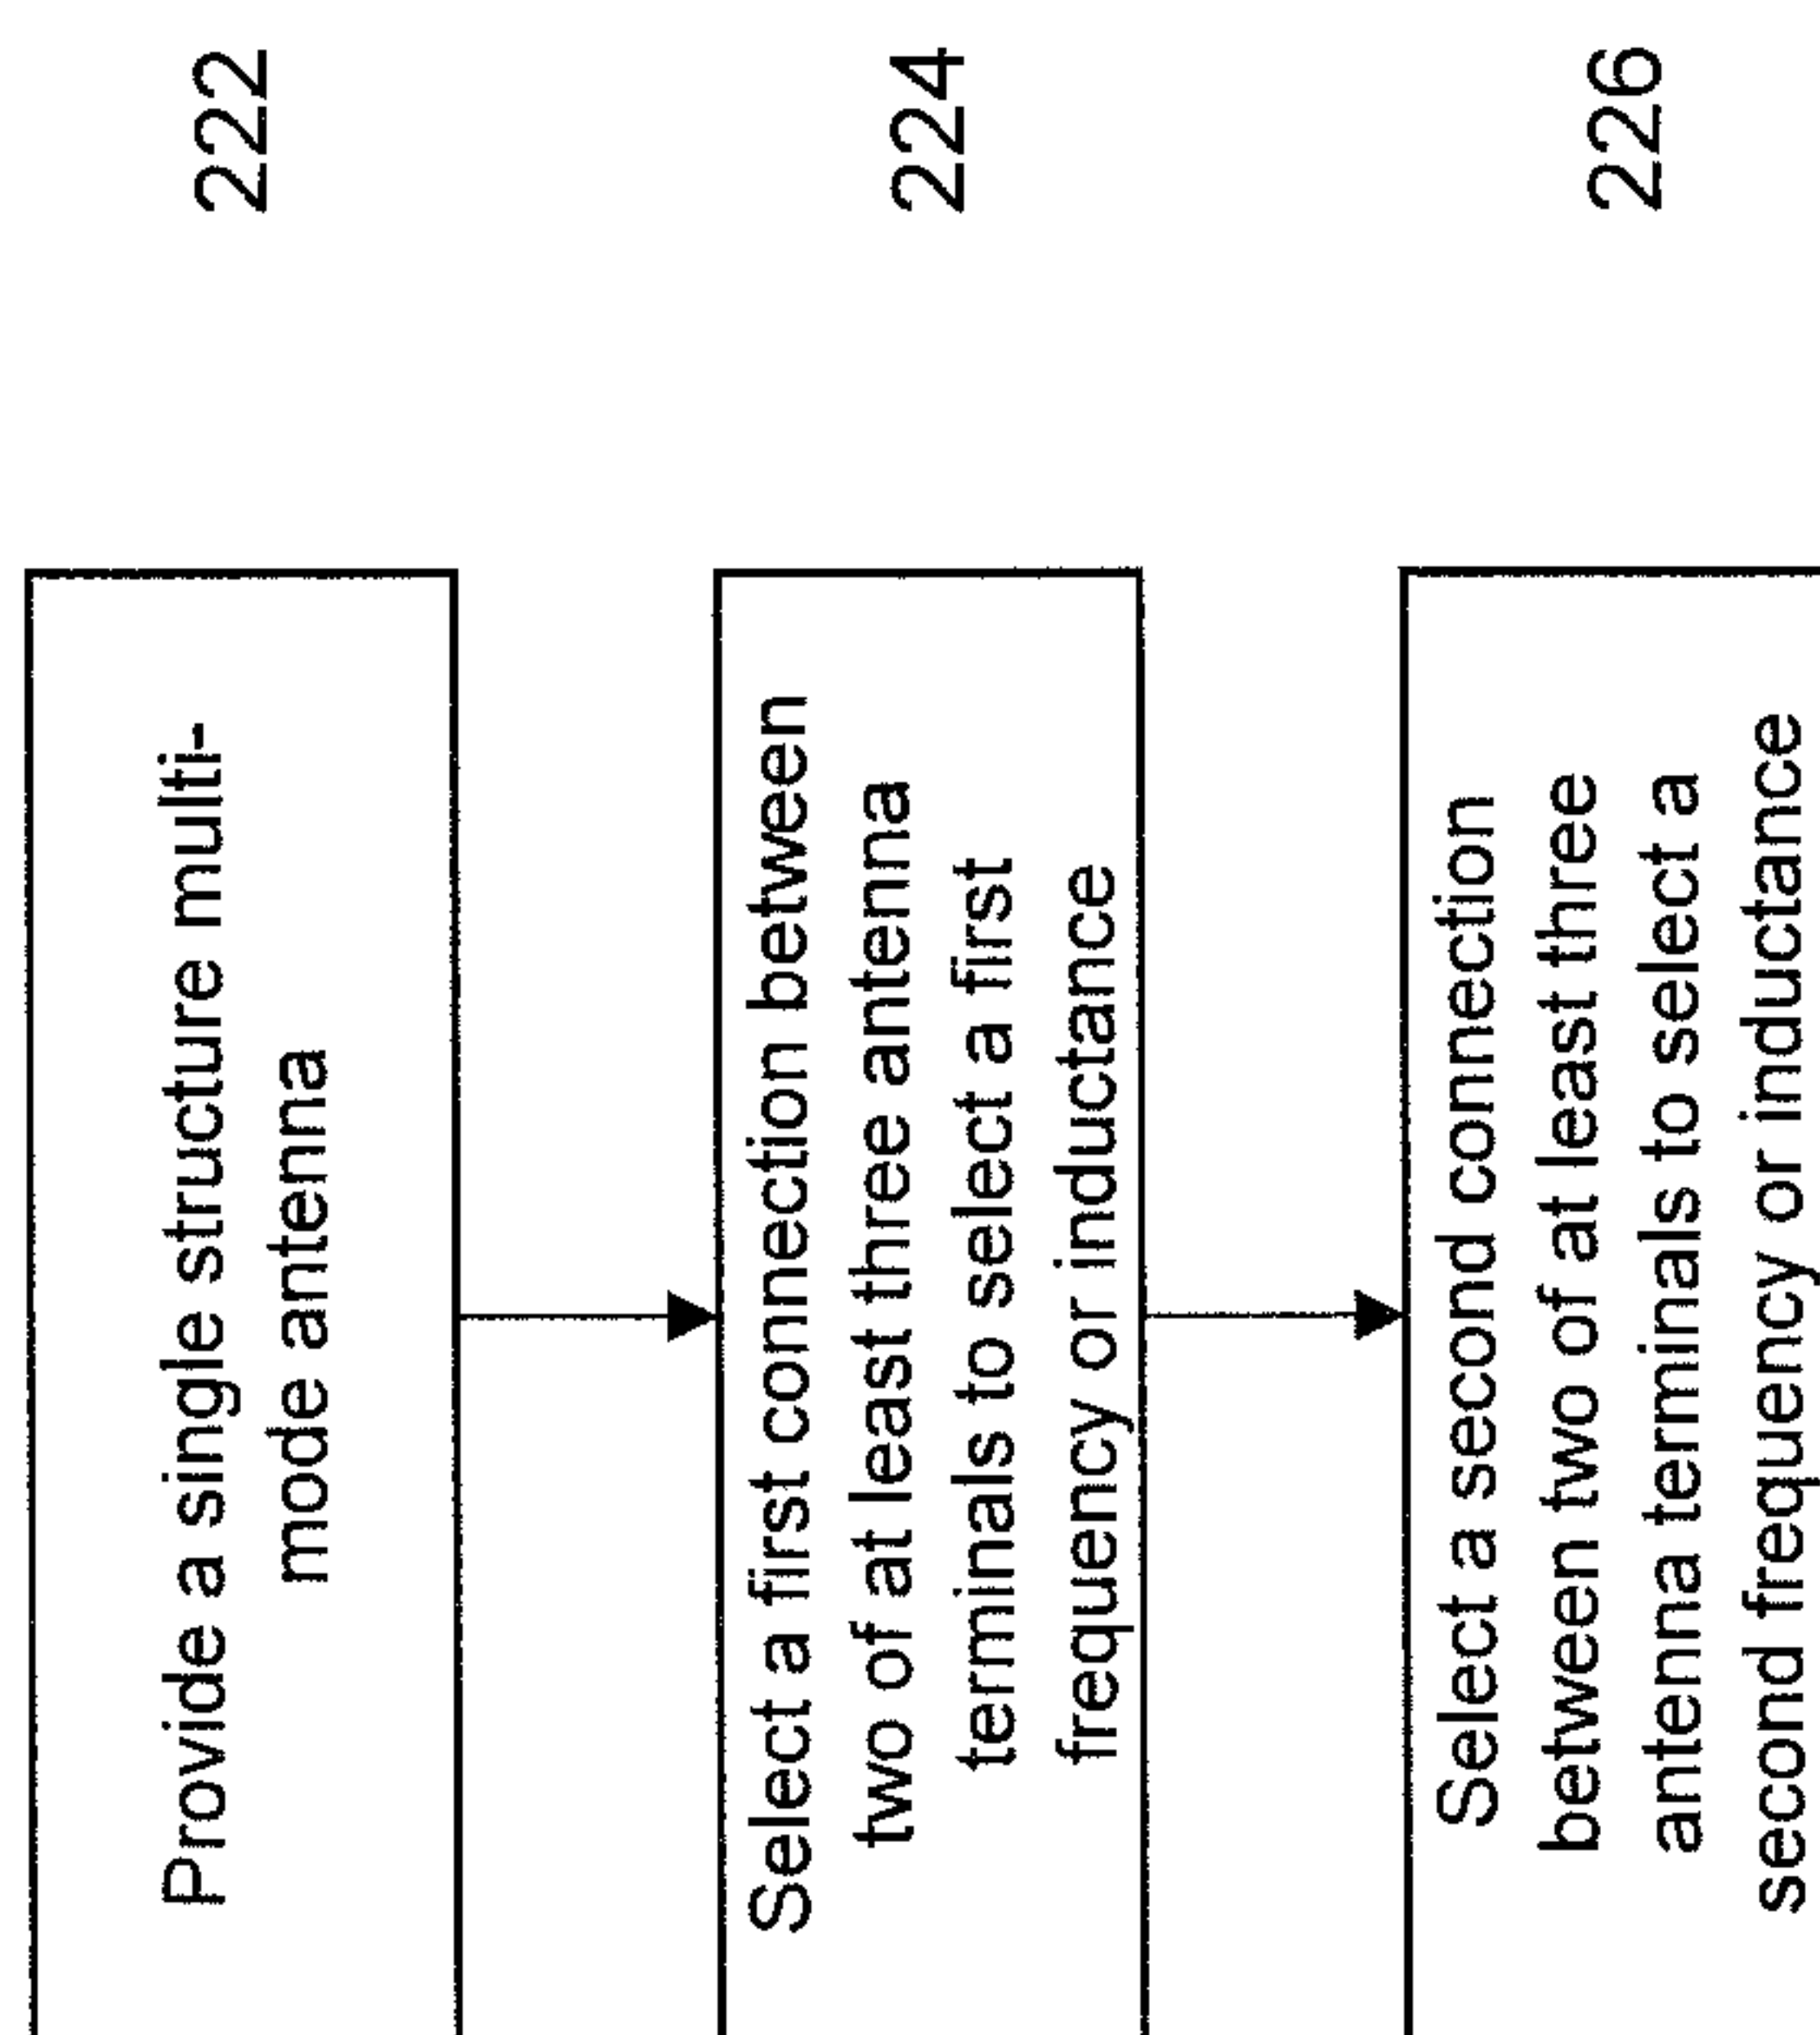 Provide a single structure multi-
mode antenna
222
Select a first connection between
two of at least three antenna
terminals to select a first
frequency or inductance
224
Select a second connection
between two of at least three
antenna terminals to select a
second frequency or inductance
226